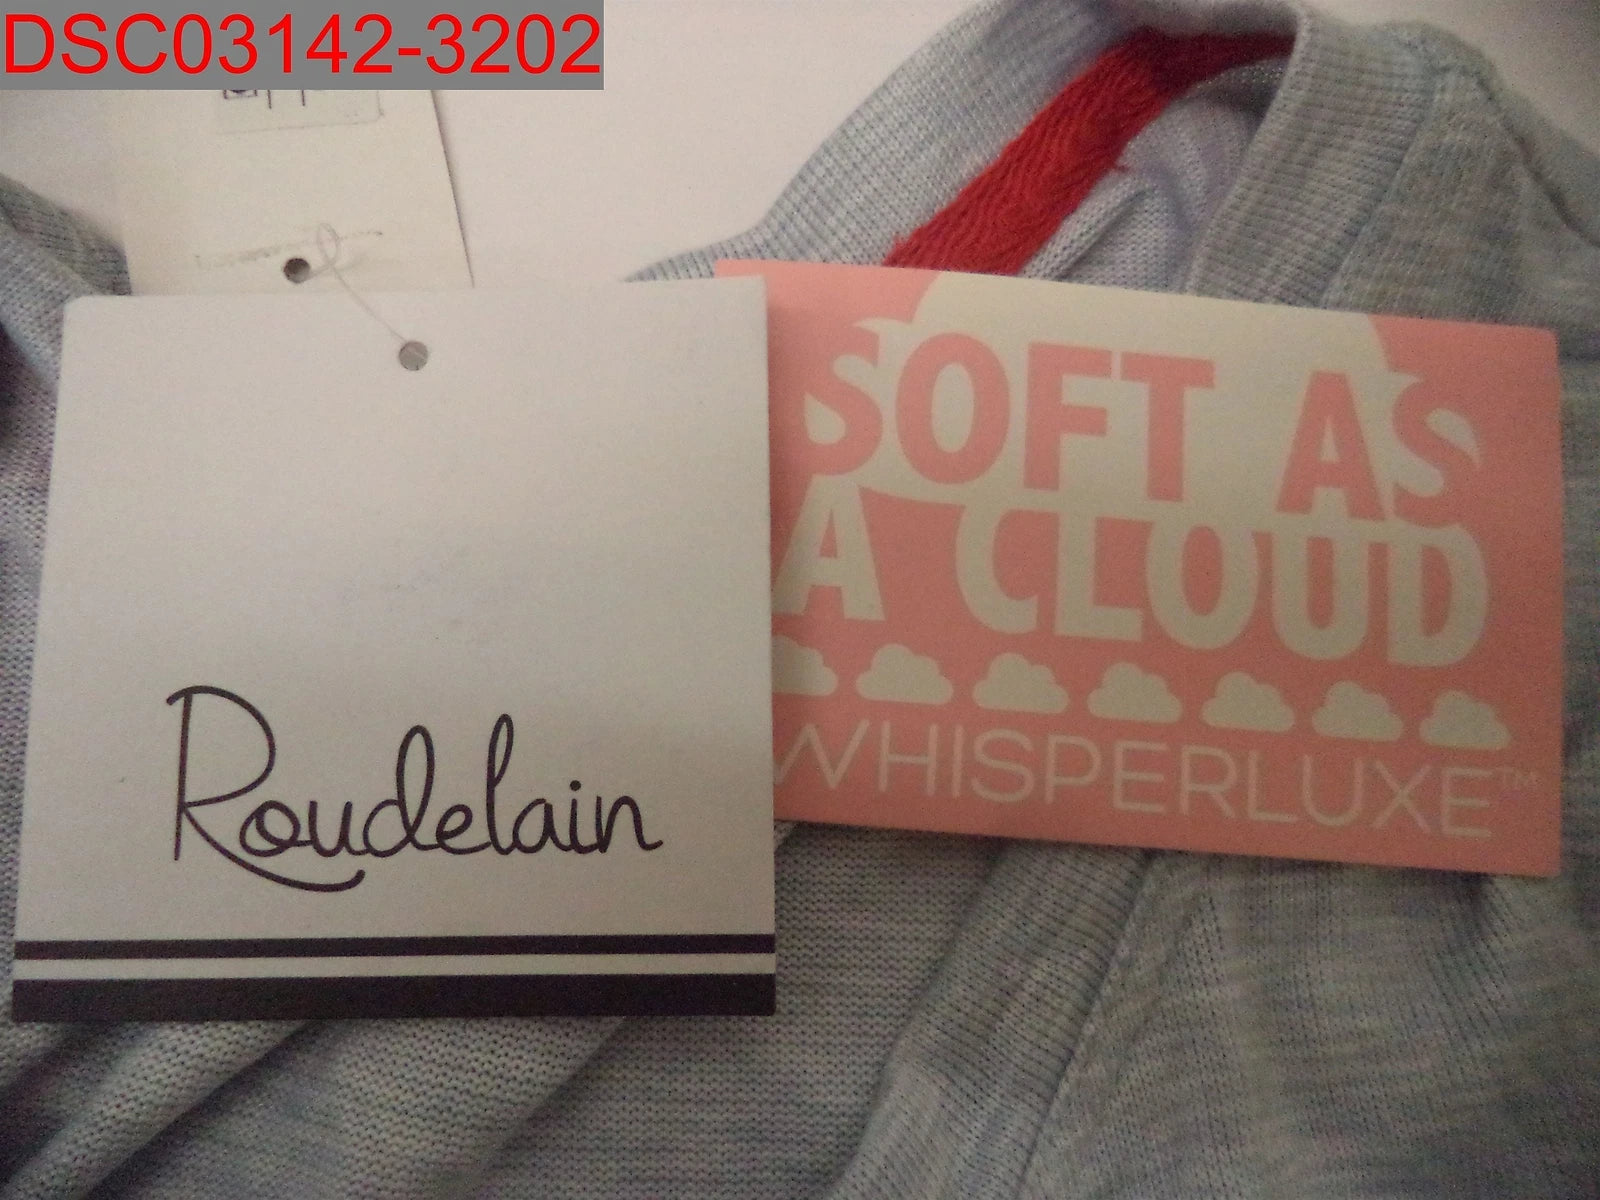 DSC03142-3202
Roudelain
SOFT AS
A CLOUD
WHISPERLUXE™